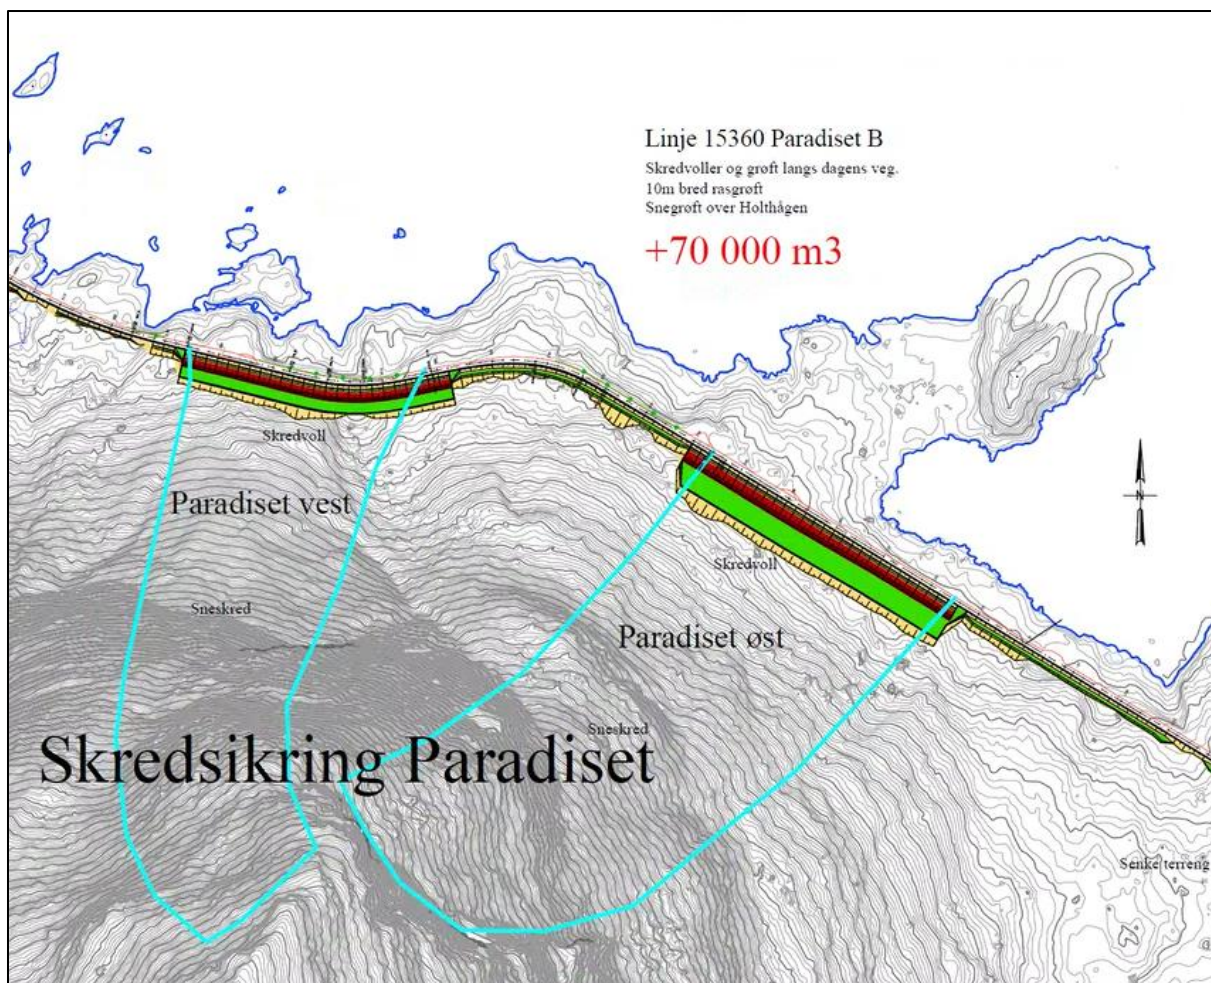 Linje 15360 Paradiset B
Skredvoller og grøft langs dagens veg.
10m bred rasgrøft
Snegrøft over Holthågen
+70 000 m3
N
Skredvoll
Paradiset vest
Skredvoll
Sneskred
Paradiset øst
Sneskred
Skredsikring Paradiset
Senke terreng